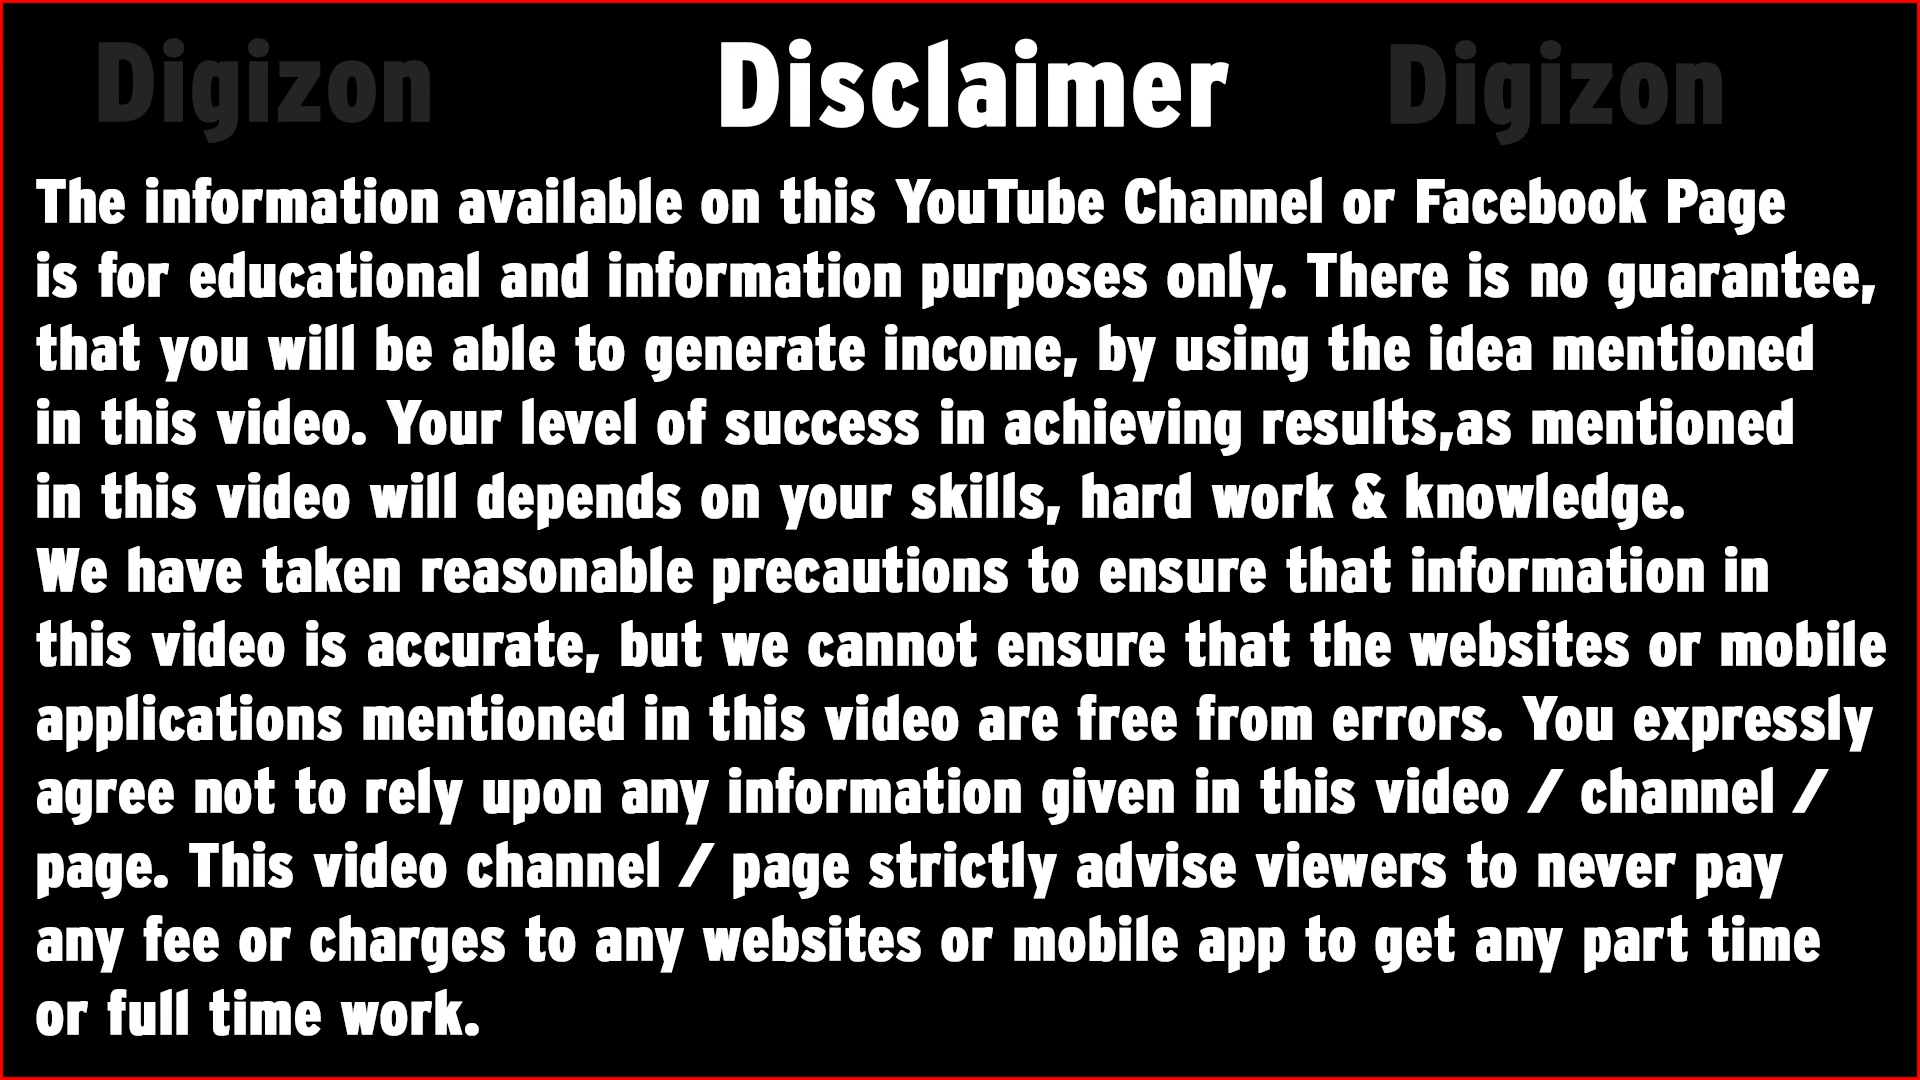 Digizon Disclaimer Digizon
The information available on this YouTube Channel or Facebook Page
is for educational and information purposes only. There is no guarantee,
that you will be able to generate income, by using the idea mentioned
in this video. Your level of success in achieving results,as mentioned
in this video will depends on your skills, hard work & knowledge.
We have taken reasonable precautions to ensure that information in
this video is accurate, but we cannot ensure that the websites or mobile
applications mentioned in this video are free from errors. You expressly
agree not to rely upon any information given in this video / channel /
page. This video channel / page strictly advise viewers to never pay
any fee or charges to any websites or mobile app to get any part time
or full time work.